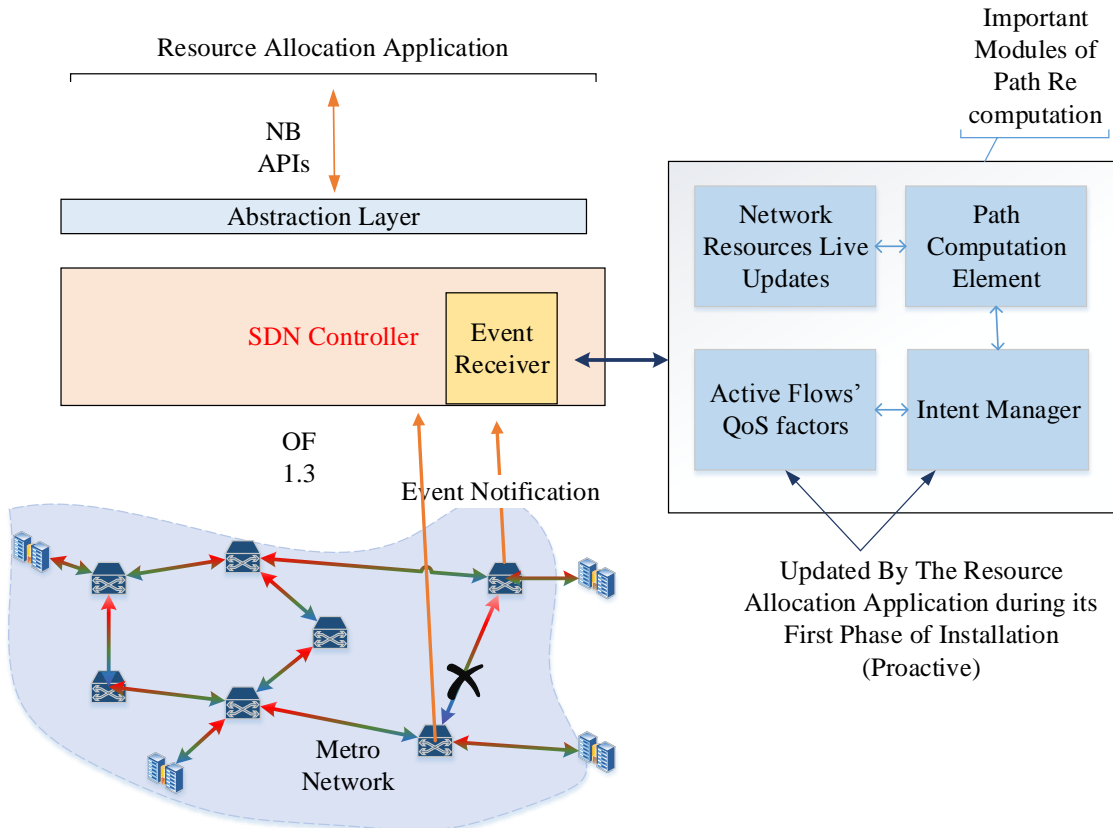 Resource Allocation Application
NB
APIs
Abstraction Layer
SDN Controller
Event
Receiver
OF
1.3
Event Notification
Metro
Network
Important
Modules of
Path Re
computation
Network
Resources Live
Updates
Path
Computation
Element
Active Flows’
QoS factors
Intent Manager
Updated By The Resource
Allocation Application during its
First Phase of Installation
(Proactive)